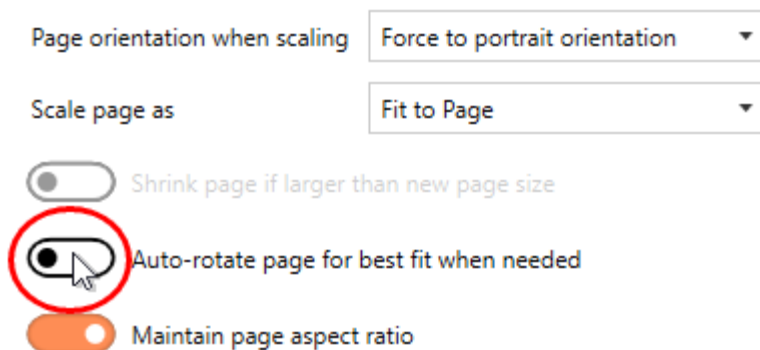 Page orientation when scaling Force to portrait orientation
Scale page as Fit to Page
Shrink page if larger than new page size
Auto-rotate page for best fit when needed
Maintain page aspect ratio